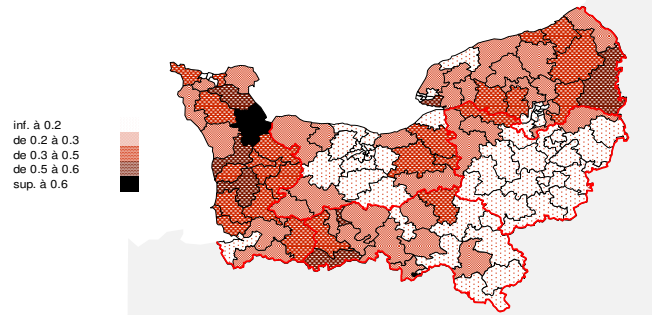 inf. à 0.2
de 0.2 à 0.3
de 0.3 à 0.5
de 0.5 à 0.6
sup. à 0.6